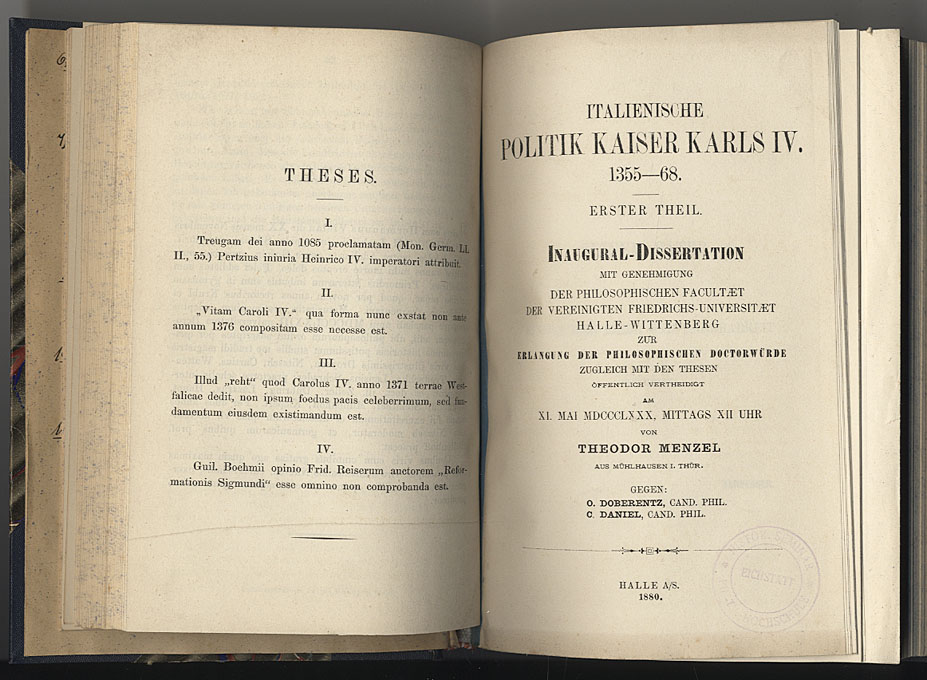 THESES.
I.
Treugam dei anno 1085 proclamatam (Mon. Germ. LL.
II., 55.) Pertzius iniuria Heinrico IV. imperatori attribuit.
II.
„Vitam Caroli IV.“ qua forma nunc exstat non ante
annum 1376 compositam esse necesse est.
III.
Illud „reht“ quod Carolus IV. anno 1371 terrae West-
falicae dedit, non ipsum foedus pacis celeberrimum, sed fun-
damentum eiusdem existimandum est.
IV.
Guil. Boehmii opinio Frid. Reiserum auctorem „Refor-
mationis Sigmundi“ esse omnino non comprobanda est.
ITALIENISCHE
POLITIK KAISER KARLS IV.
1355—68.
ERSTER THEIL.
INAUGURAL-DISSERTATION
MIT GENEHMIGUNG
DER PHILOSOPHISCHEN FACULTÆT
DER VEREINIGTEN FRIEDRICHS-UNIVERSITÆT
HALLE-WITTENBERG
ZUR
ERLANGUNG DER PHILOSOPHISCHEN DOCTORWÜRDE
ZUGLEICH MIT DEN THESEN
ÖFFENTLICH VERTHEIDIGT
AM
XI. MAI MDCCCLXXX, MITTAGS XII UHR
VON
THEODOR MENZEL
AUS MÜHLHAUSEN I. THÜR.
GEGEN:
O. DOBERENTZ, CAND. PHIL.
C. DANIEL, CAND. PHIL.
HALLE A/S.
1880.
EICHSTÄTT
HOCHSCHULE